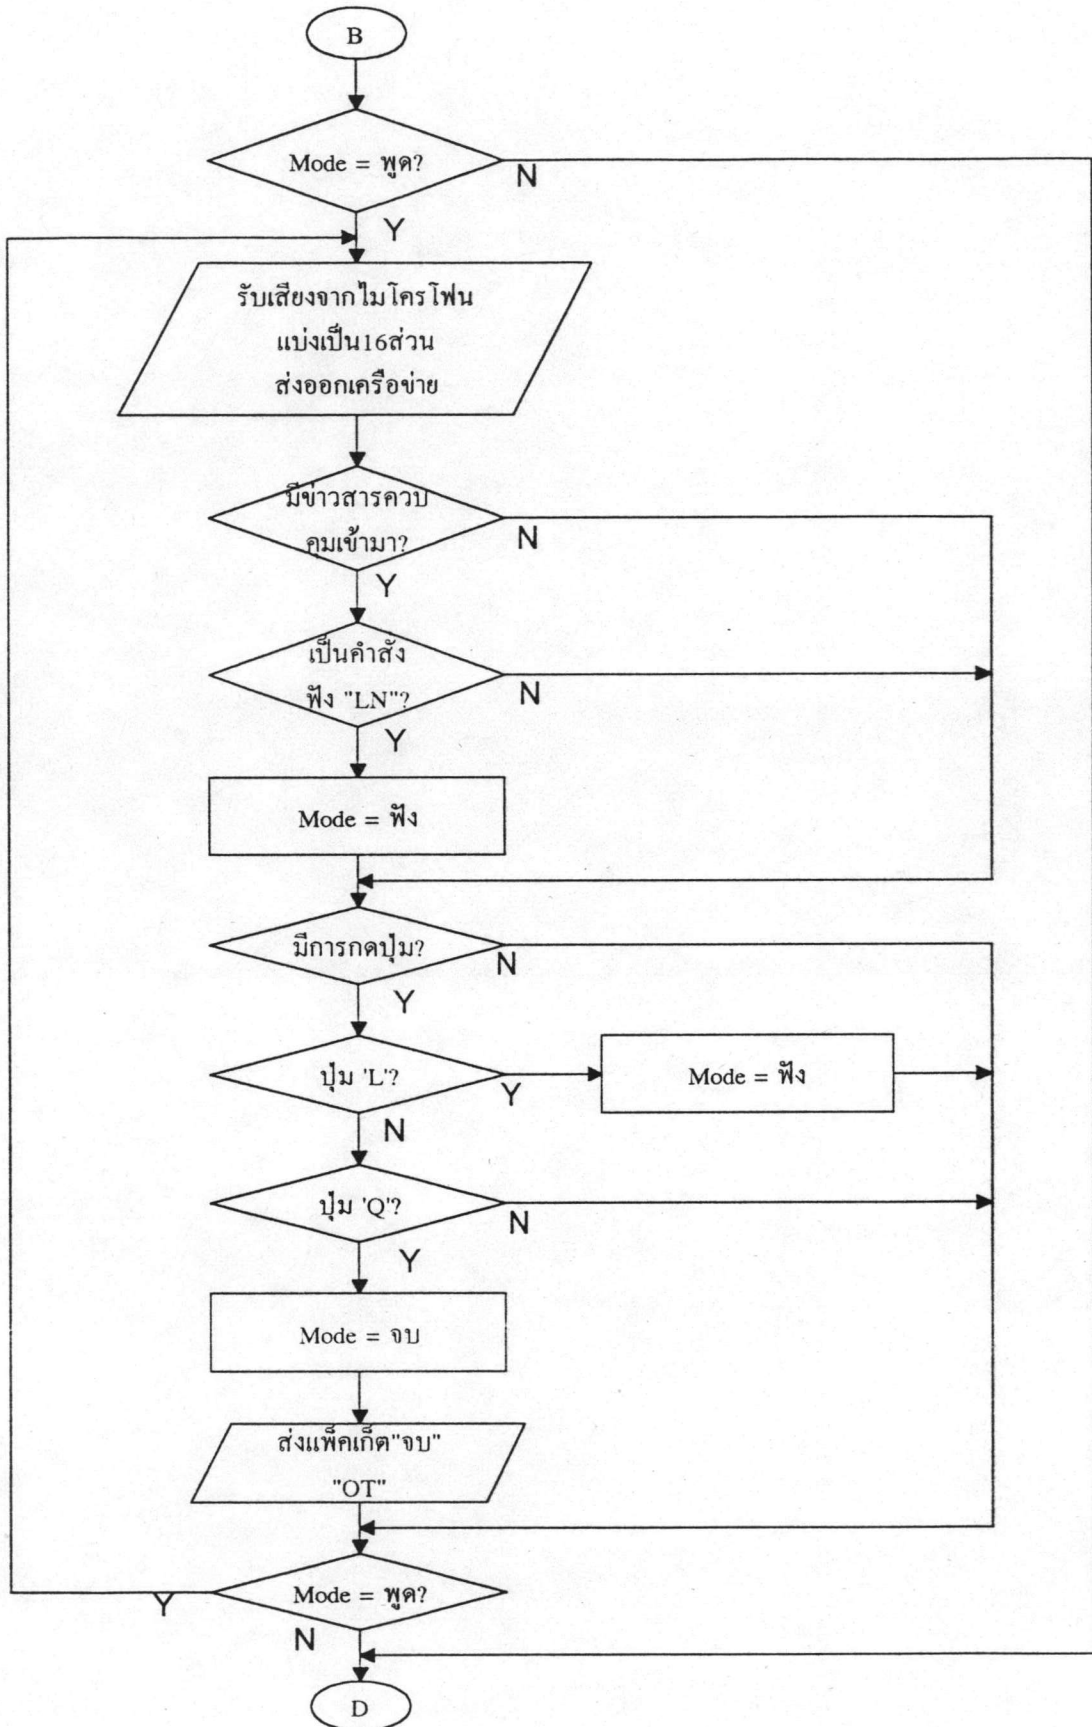 B
Mode = พูด?
N
Y
รับเสียงจากไมโครโฟน
แบ่งเป็น16ส่วน
ส่งออกเครือข่าย
มีข่าวสารควบ
คุมเข้ามา?
N
Y
เป็นคำสั่ง
ฟัง "LN"?
N
Y
Mode = ฟัง
มีการกดปุ่ม?
N
Y
ปุ่ม 'L'?
Y
Mode = ฟัง
N
ปุ่ม 'Q'?
N
Y
Mode = จบ
ส่งแพ็คเก็ต"จบ"
"OT"
Mode = พูด?
Y
N
D